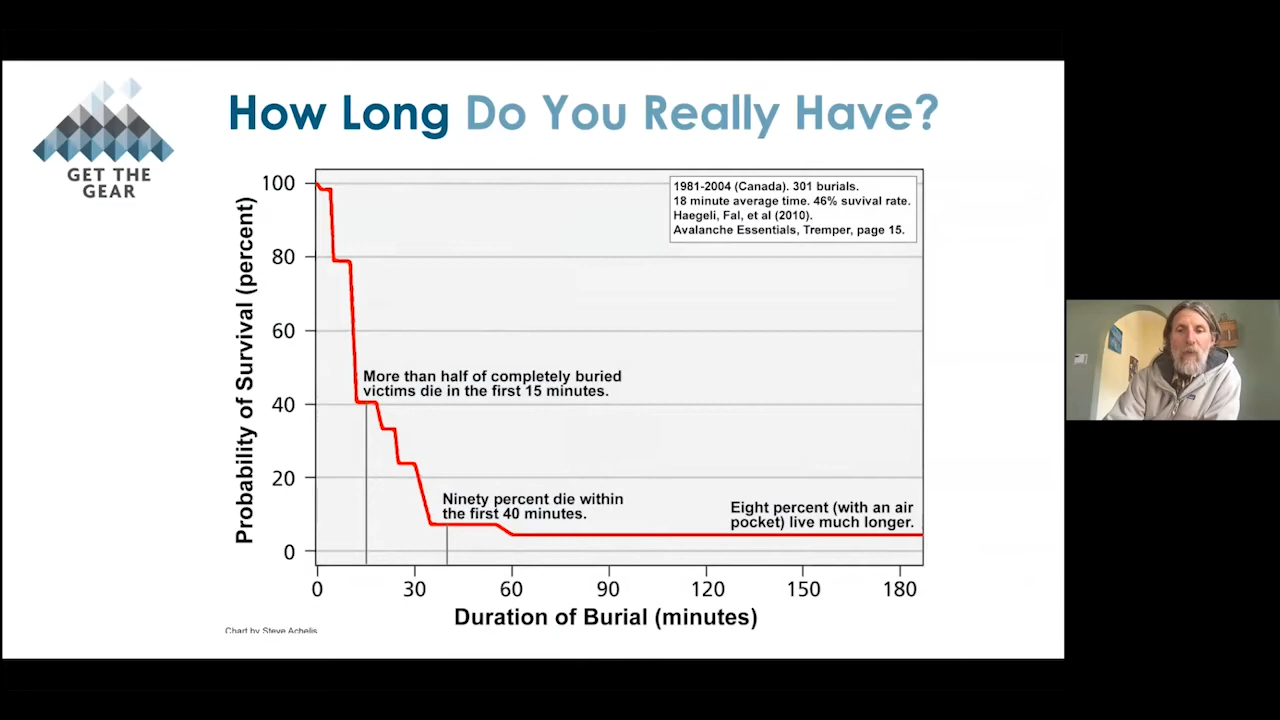 How Long Do You Really Have?
GET THE
GEAR
1981-2004 (Canada). 301 burials.
18 minute average time. 46% suvival rate.
Haegeli, Fal, et al (2010).
Avalanche Essentials, Tremper, page 15.
Probability of Survival (percent)
100
80
60
40
20
0
More than half of completely buried
victims die in the first 15 minutes.
Ninety percent die within
the first 40 minutes.
Eight percent (with an air
pocket) live much longer.
0 30 60 90 120 150 180
Duration of Burial (minutes)
Chart by Steve Achelis